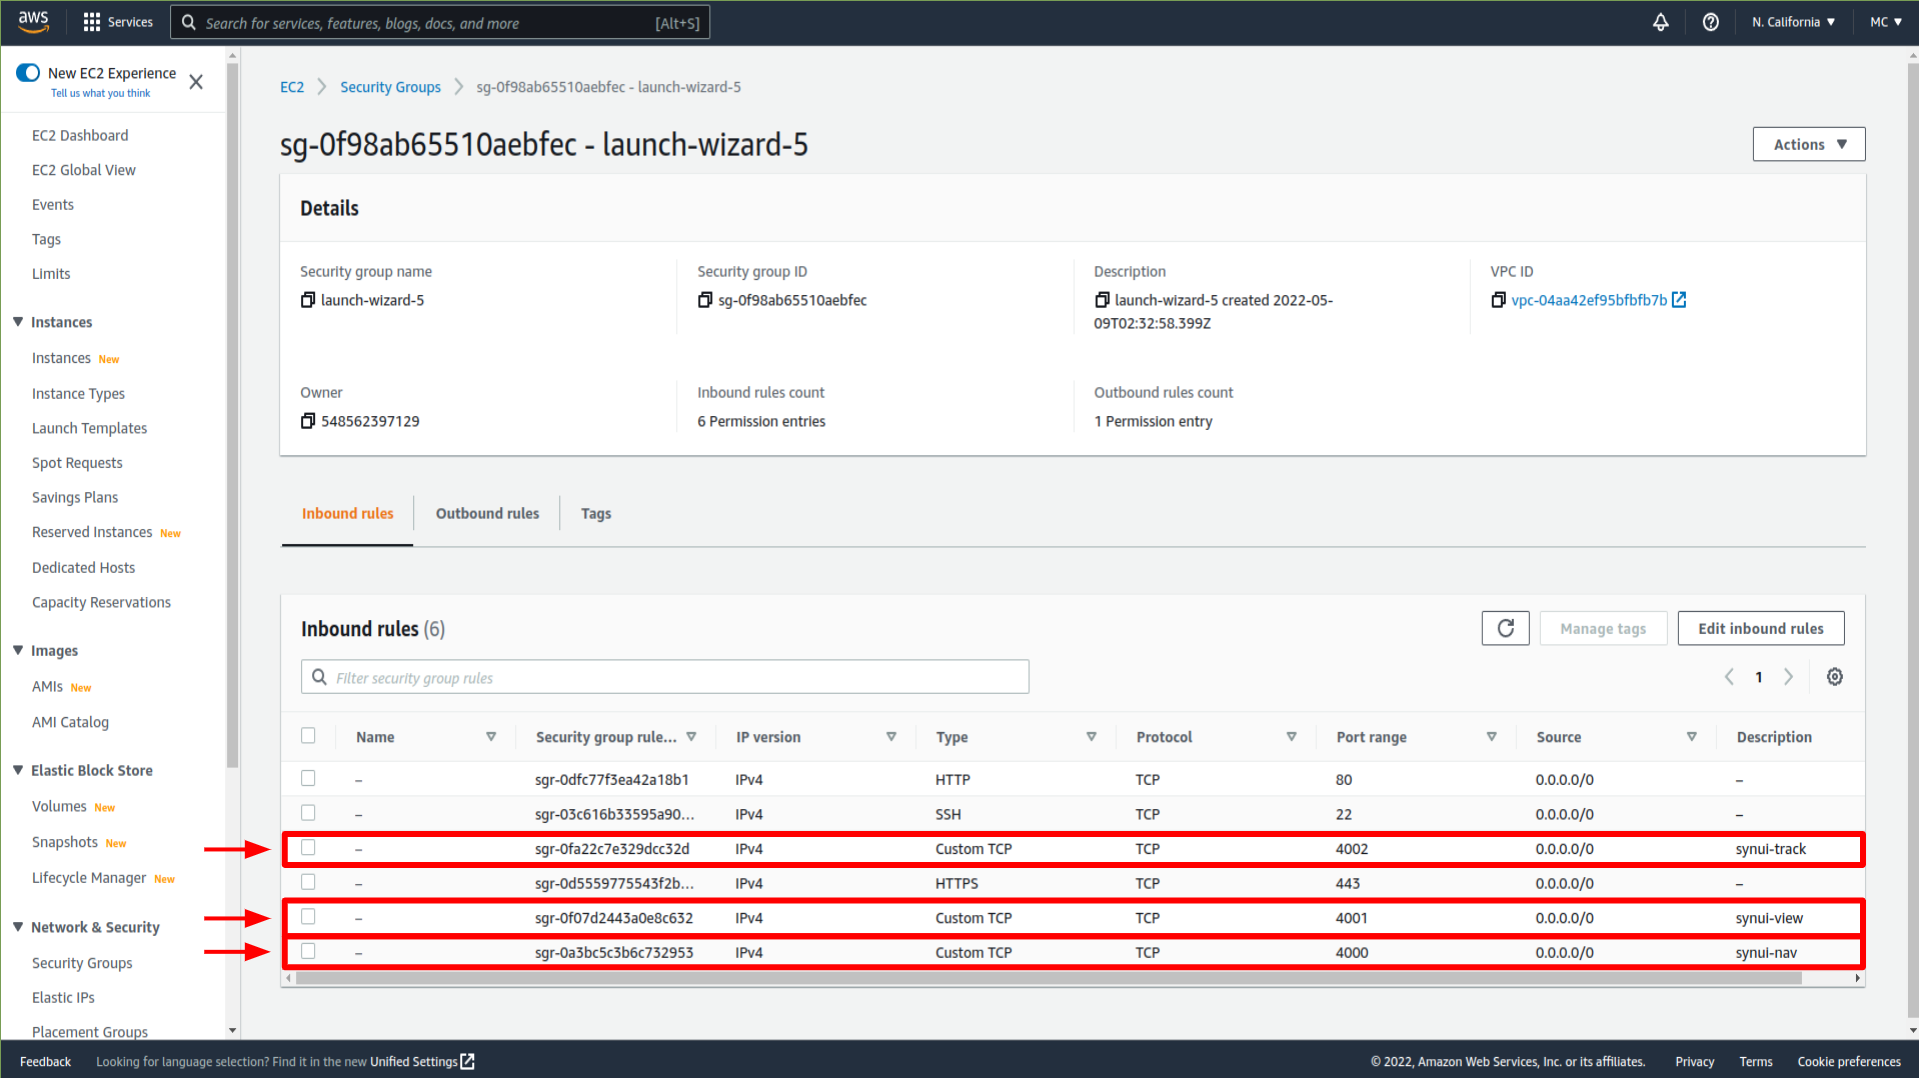 aws Services Search for services, features, blogs, docs, and more [Alt+S] N. California ▼ MC ▼
New EC2 Experience
Tell us what you think
EC2 Dashboard
EC2 Global View
Events
Tags
Limits
Instances
Instances New
Instance Types
Launch Templates
Spot Requests
Savings Plans
Reserved Instances New
Dedicated Hosts
Capacity Reservations
Images
AMIs New
AMI Catalog
Elastic Block Store
Volumes New
Snapshots New
Lifecycle Manager New
Network & Security
Security Groups
Elastic IPs
Placement Groups
EC2 > Security Groups > sg-0f98ab65510aebfec - launch-wizard-5
sg-0f98ab65510aebfec - launch-wizard-5
Actions ▼
Details
Security group name
launch-wizard-5
Security group ID
sg-0f98ab65510aebfec
Description
launch-wizard-5 created 2022-05-
09T02:32:58.399Z
VPC ID
vpc-04aa42ef95bfbfb7b
Owner
548562397129
Inbound rules count
6 Permission entries
Outbound rules count
1 Permission entry
Inbound rules Outbound rules Tags
Inbound rules (6)
Manage tags Edit inbound rules
Filter security group rules
1
Name Security group rule... IP version Type Protocol Port range Source Description
– sgr-0dfc77f3ea42a18b1 IPv4 HTTP TCP 80 0.0.0.0/0 –
– sgr-03c616b33595a90... IPv4 SSH TCP 22 0.0.0.0/0 –
– sgr-0fa22c7e329dcc32d IPv4 Custom TCP TCP 4002 0.0.0.0/0 synui-track
– sgr-0d5559775543f2b... IPv4 HTTPS TCP 443 0.0.0.0/0 –
– sgr-0f07d2443a0e8c632 IPv4 Custom TCP TCP 4001 0.0.0.0/0 synui-view
– sgr-0a3bc5c3b6c732953 IPv4 Custom TCP TCP 4000 0.0.0.0/0 synui-nav
Feedback Looking for language selection? Find it in the new Unified Settings © 2022, Amazon Web Services, Inc. or its affiliates. Privacy Terms Cookie preferences